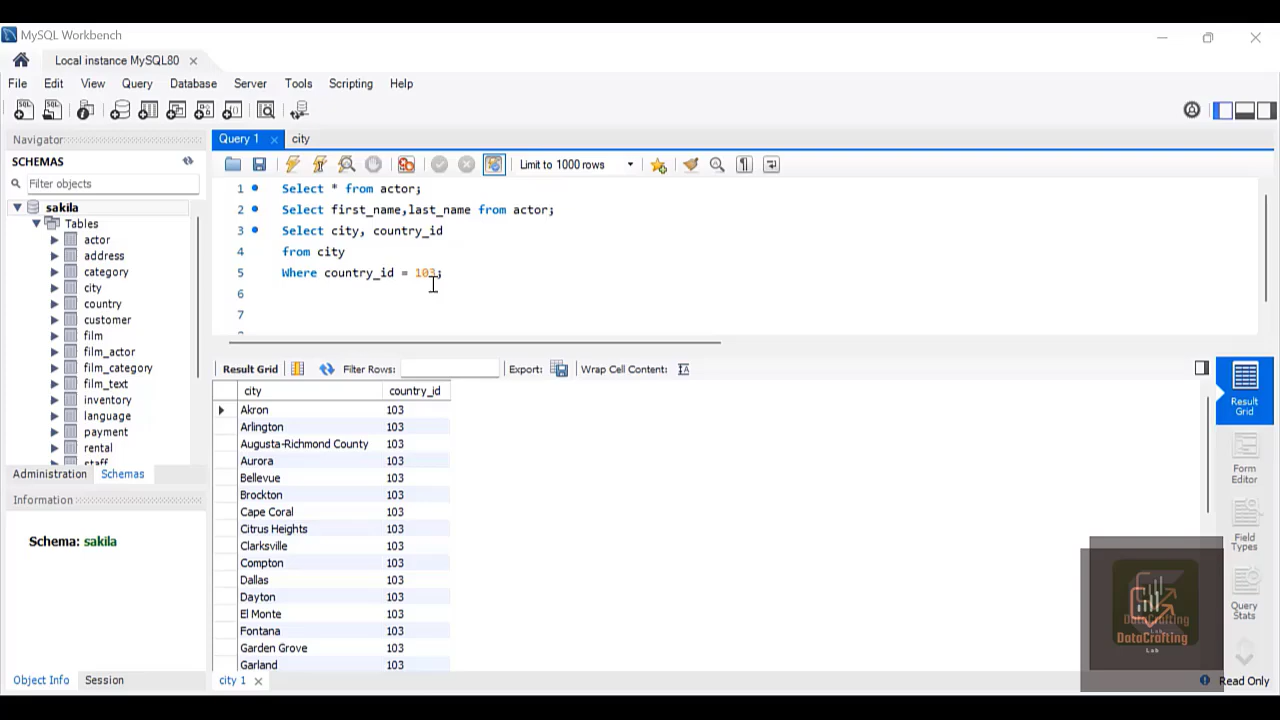 MySQL Workbench
Local instance MySQL80
File Edit View Query Database Server Tools Scripting Help
Navigator
SCHEMAS
Filter objects
sakila
Tables
actor
address
category
city
country
customer
film
film_actor
film_category
film_text
inventory
language
payment
rental
staff
Administration Schemas
Information
Schema: sakila
Object Info Session
Query 1 city
Limit to 1000 rows
1 Select * from actor;
2 Select first_name,last_name from actor;
3 Select city, country_id
4 from city
5 Where country_id = 103;
6
7
Result Grid Filter Rows: Export: Wrap Cell Content:
city country_id
Akron 103
Arlington 103
Augusta-Richmond County 103
Aurora 103
Bellevue 103
Brockton 103
Cape Coral 103
Citrus Heights 103
Clarksville 103
Compton 103
Dallas 103
Dayton 103
El Monte 103
Fontana 103
Garden Grove 103
Garland 103
city 1
Result Grid
Form Editor
Field Types
Query Stats
Read Only
DataCrafting
Lab
DataCrafting
Lab